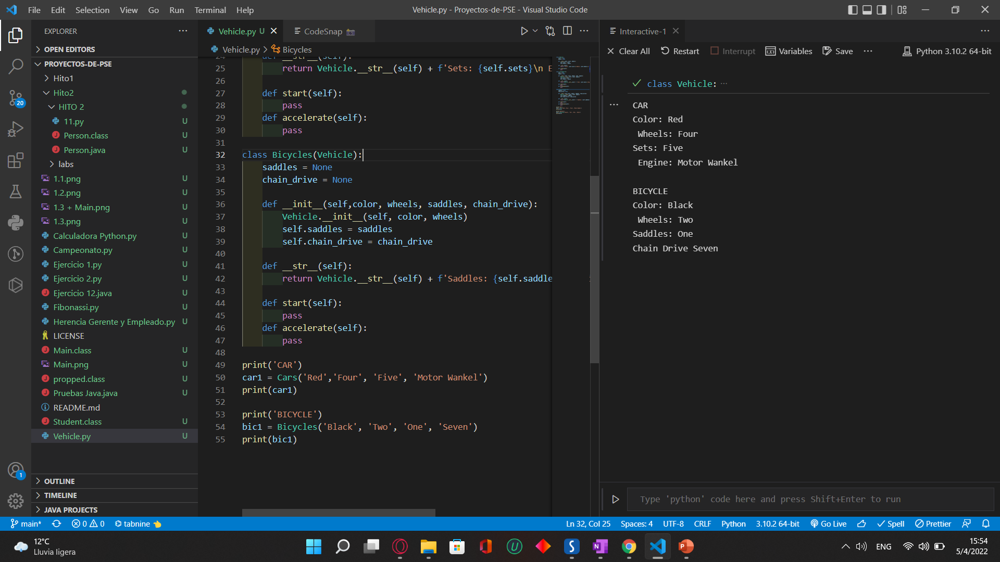 File Edit Selection View Go Run Terminal Help
Vehicle.py - Proyectos-de-PSE - Visual Studio Code
EXPLORER
OPEN EDITORS
PROYECTOS-DE-PSE
Hito1
Hito2
HITO 2
11.py U
Person.class U
Person.java U
labs
1.1.png U
1.2.png U
1.3 + Main.png U
1.3.png U
Calculadora Python.py U
Campeonato.py U
Ejercicio 1.py U
Ejercicio 2.py U
Ejercicio 12.java U
Fibonassi.py U
Herencia Gerente y Empleado.py U
LICENSE
Main.class U
Main.png U
propped.class U
Pruebas Java.java U
README.md
Student.class U
Vehicle.py U
OUTLINE
TIMELINE
JAVA PROJECTS
20
1
Vehicle.py U
CodeSnap
Vehicle.py > Bicycles
24 def __str__(self):
25 return Vehicle.__str__(self) + f'Sets: {self.sets}\n E
26
27 def start(self):
28 pass
29 def accelerate(self):
30 pass
31
32 class Bicycles(Vehicle):
33 saddles = None
34 chain_drive = None
35
36 def __init__(self,color, wheels, saddles, chain_drive):
37 Vehicle.__init__(self, color, wheels)
38 self.saddles = saddles
39 self.chain_drive = chain_drive
40
41 def __str__(self):
42 return Vehicle.__str__(self) + f'Saddles: {self.saddle
43
44 def start(self):
45 pass
46 def accelerate(self):
47 pass
48
49 print('CAR')
50 car1 = Cars('Red','Four', 'Five', 'Motor Wankel')
51 print(car1)
52
53 print('BICYCLE')
54 bic1 = Bicycles('Black', 'Two', 'One', 'Seven')
55 print(bic1)
Interactive-1
Clear All Restart Interrupt Variables Save ··· Python 3.10.2 64-bit
class Vehicle: ···
CAR
Color: Red
Wheels: Four
Sets: Five
Engine: Motor Wankel
BICYCLE
Color: Black
Wheels: Two
Saddles: One
Chain Drive Seven
Type 'python' code here and press Shift+Enter to run
main* 0 0 tabnine
Ln 32, Col 25 Spaces: 4 UTF-8 CRLF Python 3.10.2 64-bit Go Live Spell Prettier
12°C
Lluvia ligera
ENG
15:54
5/4/2022